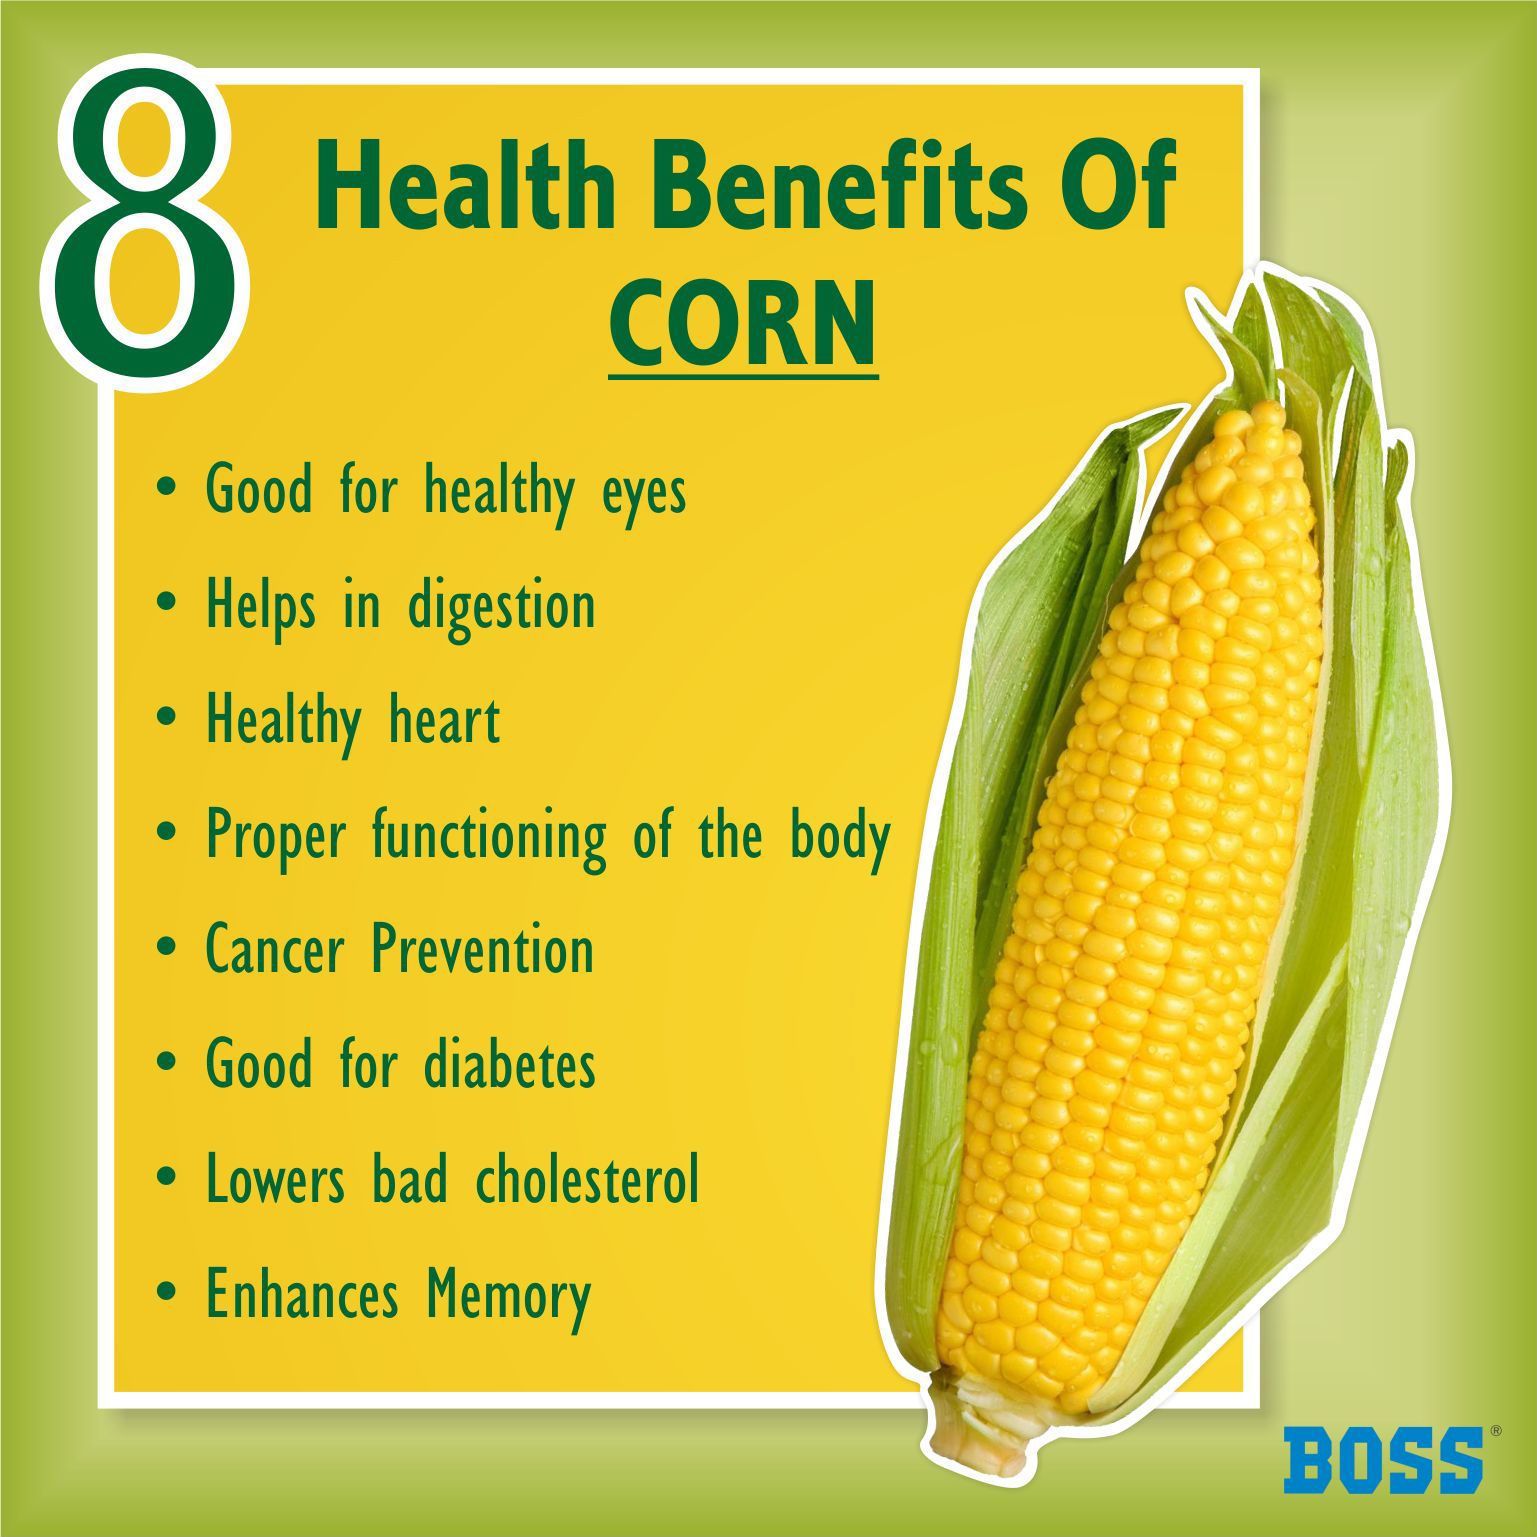 8
Health Benefits Of
CORN
• Good for healthy eyes
• Helps in digestion
• Healthy heart
• Proper functioning of the body
• Cancer Prevention
• Good for diabetes
• Lowers bad cholesterol
• Enhances Memory
BOSS®